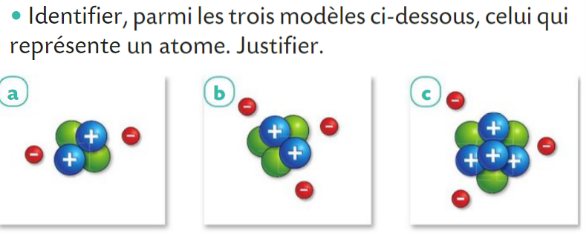 • Identifier, parmi les trois modèles ci-dessous, celui qui
représente un atome. Justifier.
a b c
+ − − +
− + − + −
− + − + + + −